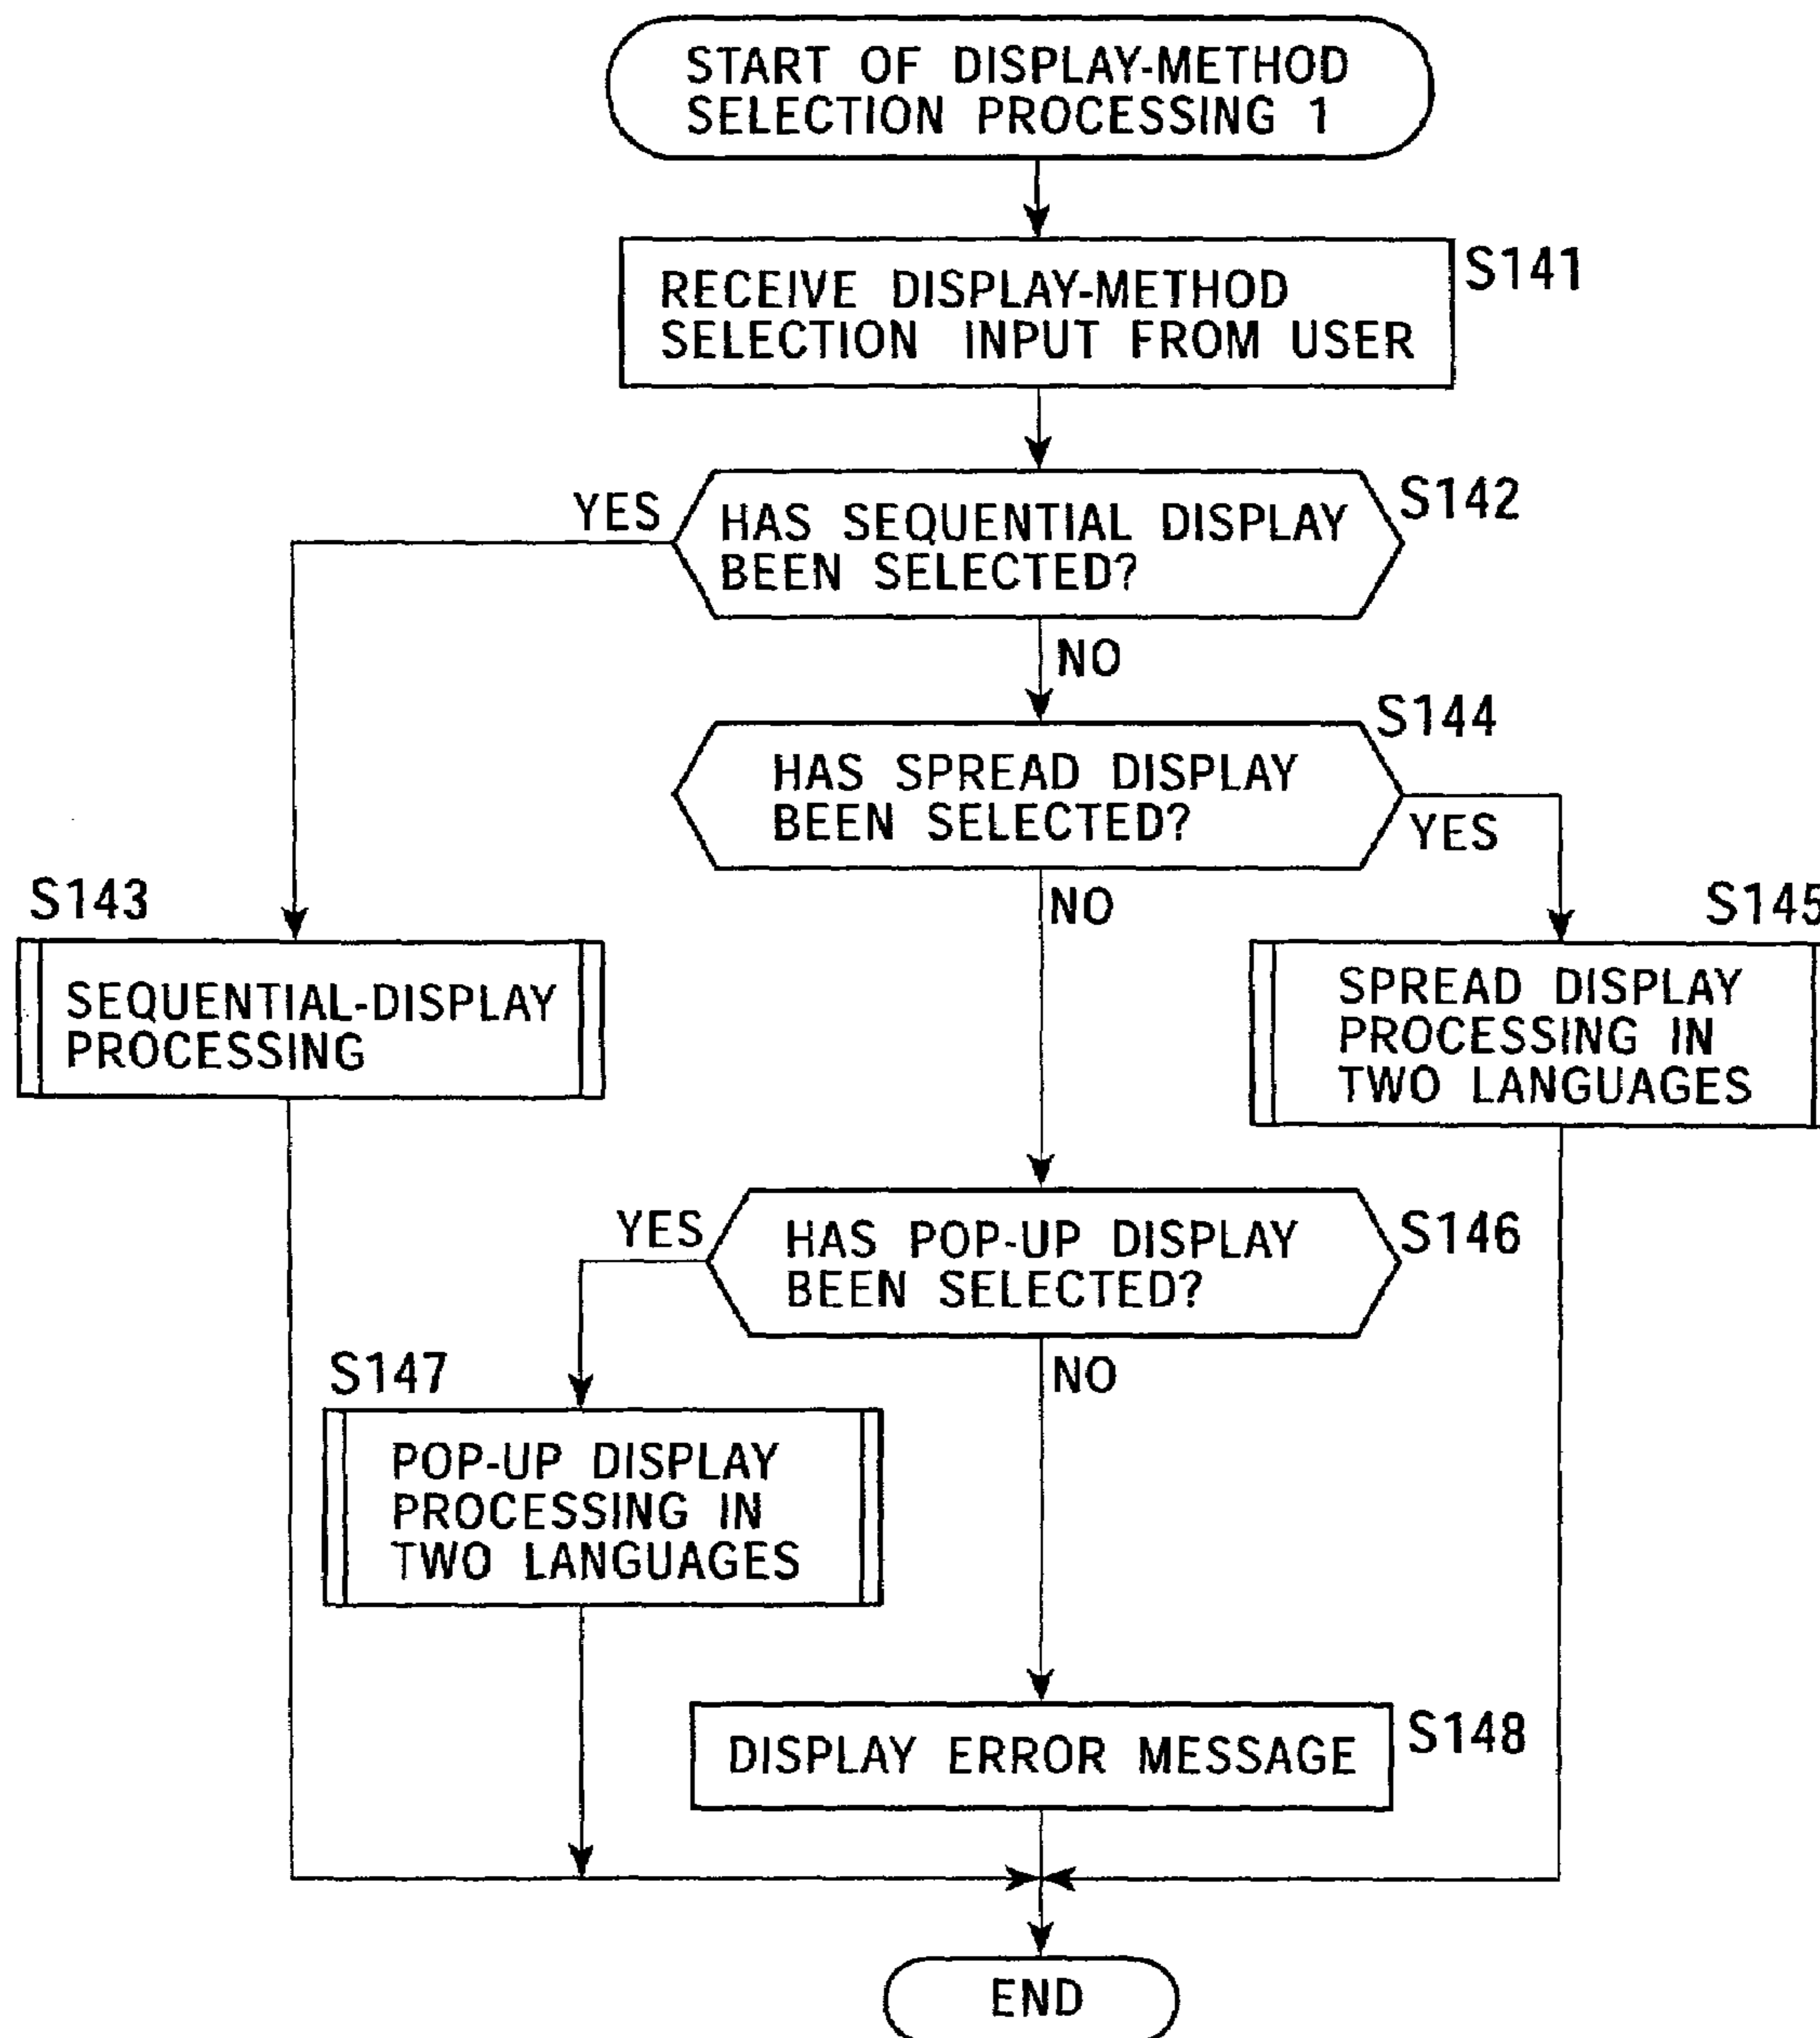 START OF DISPLAY-METHOD
SELECTION PROCESSING 1
RECEIVE DISPLAY-METHOD
SELECTION INPUT FROM USER
S141
YES
HAS SEQUENTIAL DISPLAY
BEEN SELECTED?
S142
NO
S144
HAS SPREAD DISPLAY
BEEN SELECTED?
YES
NO
S143
SEQUENTIAL-DISPLAY
PROCESSING
S145
SPREAD DISPLAY
PROCESSING IN
TWO LANGUAGES
YES
HAS POP-UP DISPLAY
BEEN SELECTED?
S146
NO
S147
POP-UP DISPLAY
PROCESSING IN
TWO LANGUAGES
DISPLAY ERROR MESSAGE
S148
END